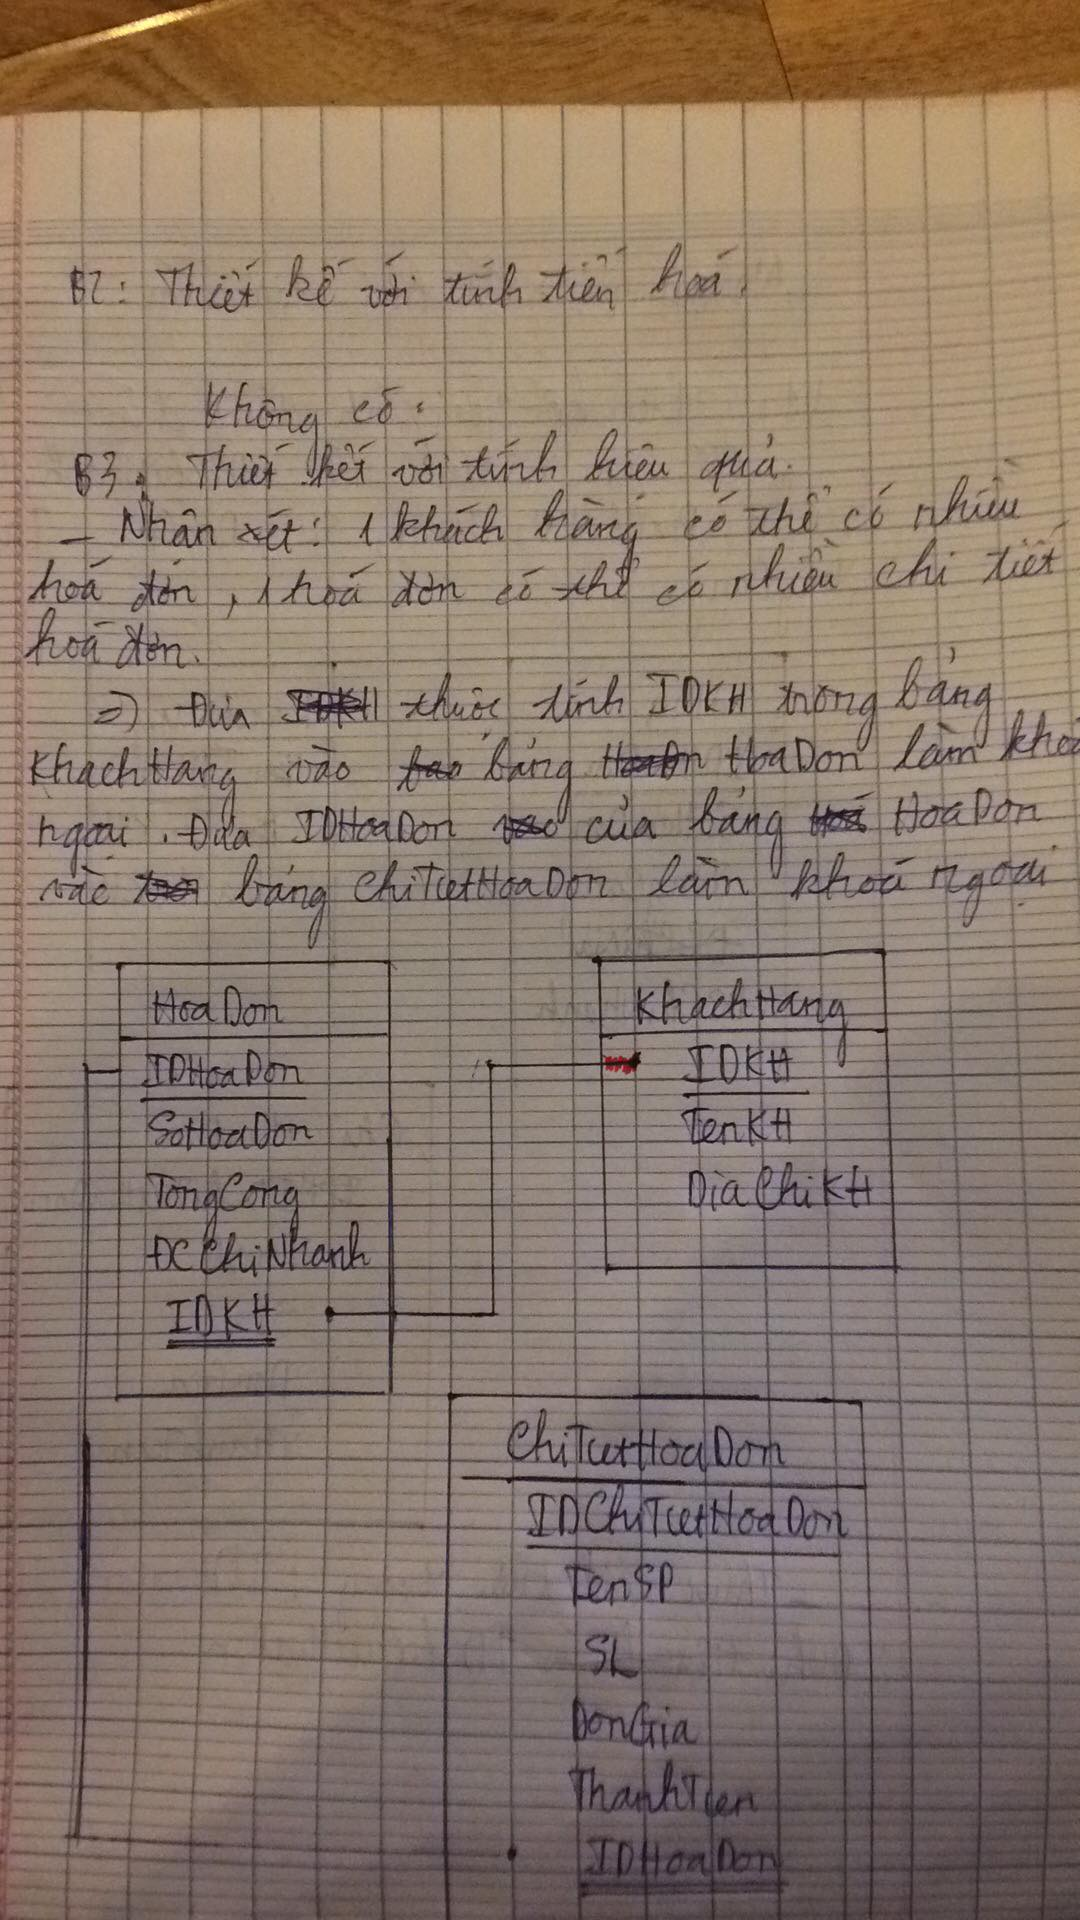 B2: Thiết kế với tính tiến hoá.
Không có.
B3: Thiết kết với tính hiệu quả.
- Nhận xét: 1 khách hàng có thể có nhiều
hoá đơn, 1 hoá đơn có thể có nhiều chi tiết
hoá đơn.
=> Đưa IDKH thuộc tính IDKH trong bảng
KhachHang vào bảng HoaDon làm khoá
ngoại. Đưa IDHoaDon của bảng HoaDon
vào bảng ChiTietHoaDon làm khoá ngoại
HoaDon
IDHoaDon
SoHoaDon
TongCong
ĐCChiNhanh
IDKH
KhachHang
IDKH
TenKH
DiaChiKH
ChiTietHoaDon
IDChiTietHoaDon
TenSP
SL
DonGia
ThanhTien
IDHoaDon